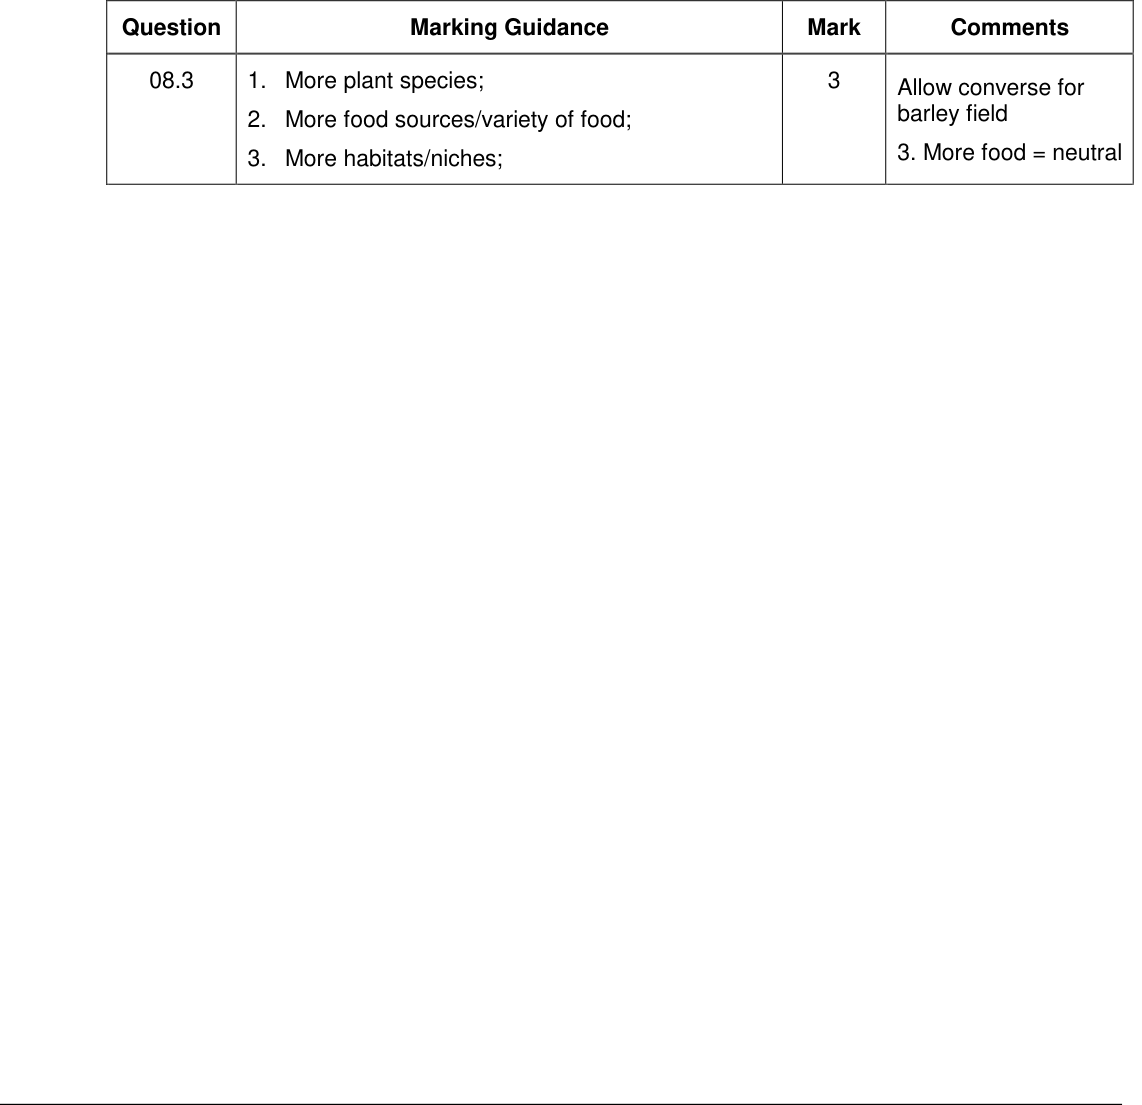 Question Marking Guidance Mark Comments
08.3 1. More plant species; 3 Allow converse for
barley field
2. More food sources/variety of food;
3. More habitats/niches; 3. More food = neutral